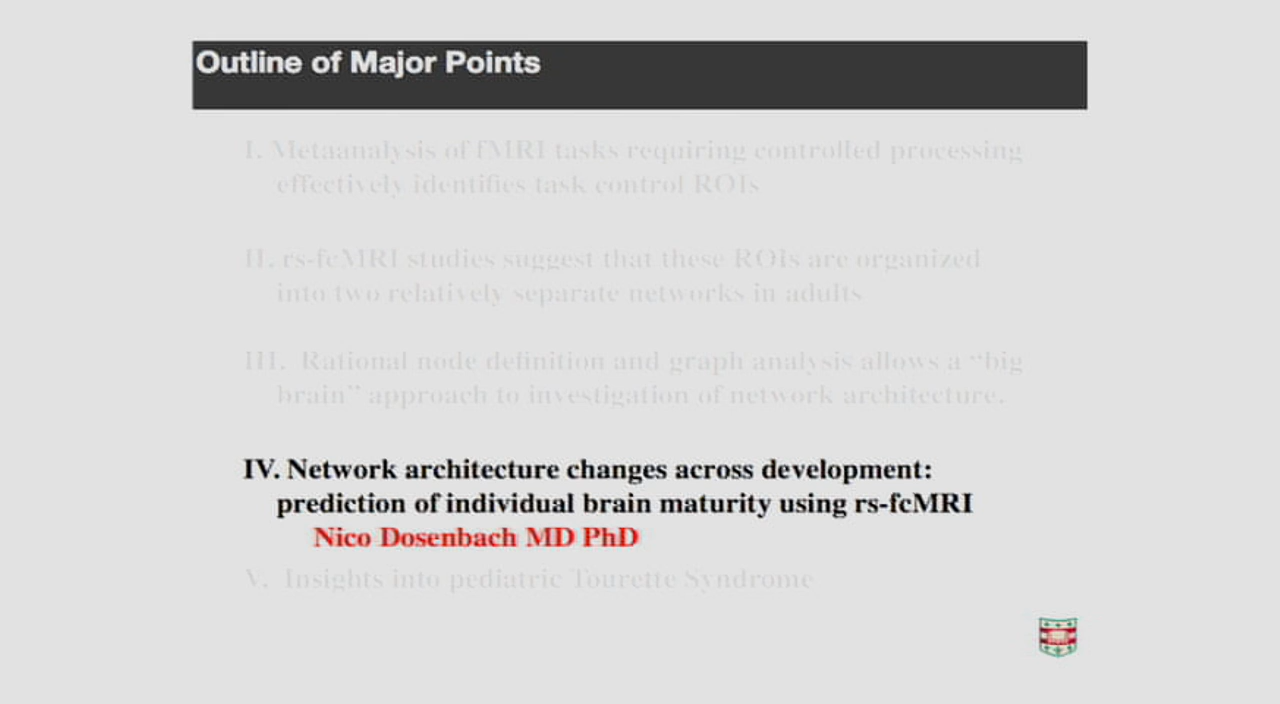 Outline of Major Points
I. Metaanalysis of fMRI tasks requiring controlled processing
effectively identifies task control ROIs
II. rs-fcMRI studies suggest that these ROIs are organized
into two relatively separate networks in adults
III. Rational node definition and graph analysis allows a “big
brain” approach to investigation of network architecture.
IV. Network architecture changes across development:
prediction of individual brain maturity using rs-fcMRI
Nico Dosenbach MD PhD
V. Insights into pediatric Tourette Syndrome